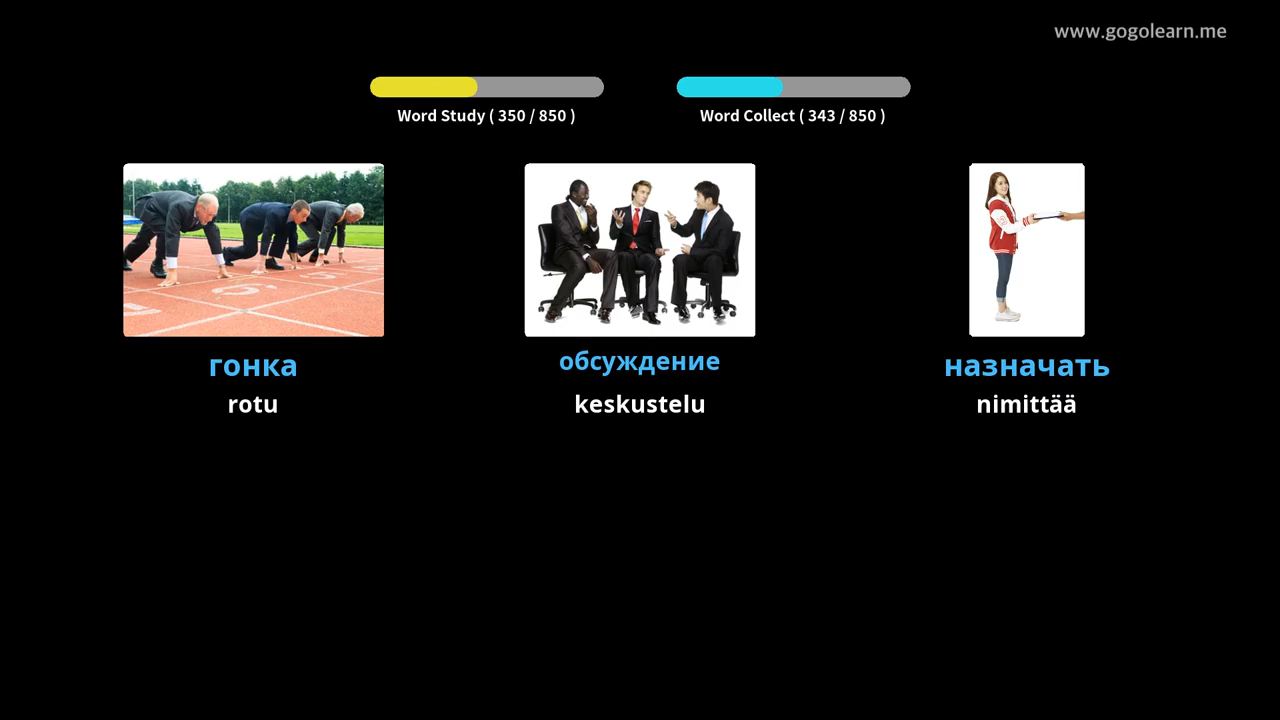 www.gogolearn.me
Word Study ( 350 / 850 )
Word Collect ( 343 / 850 )
гонка
обсуждение
назначать
rotu
keskustelu
nimittää